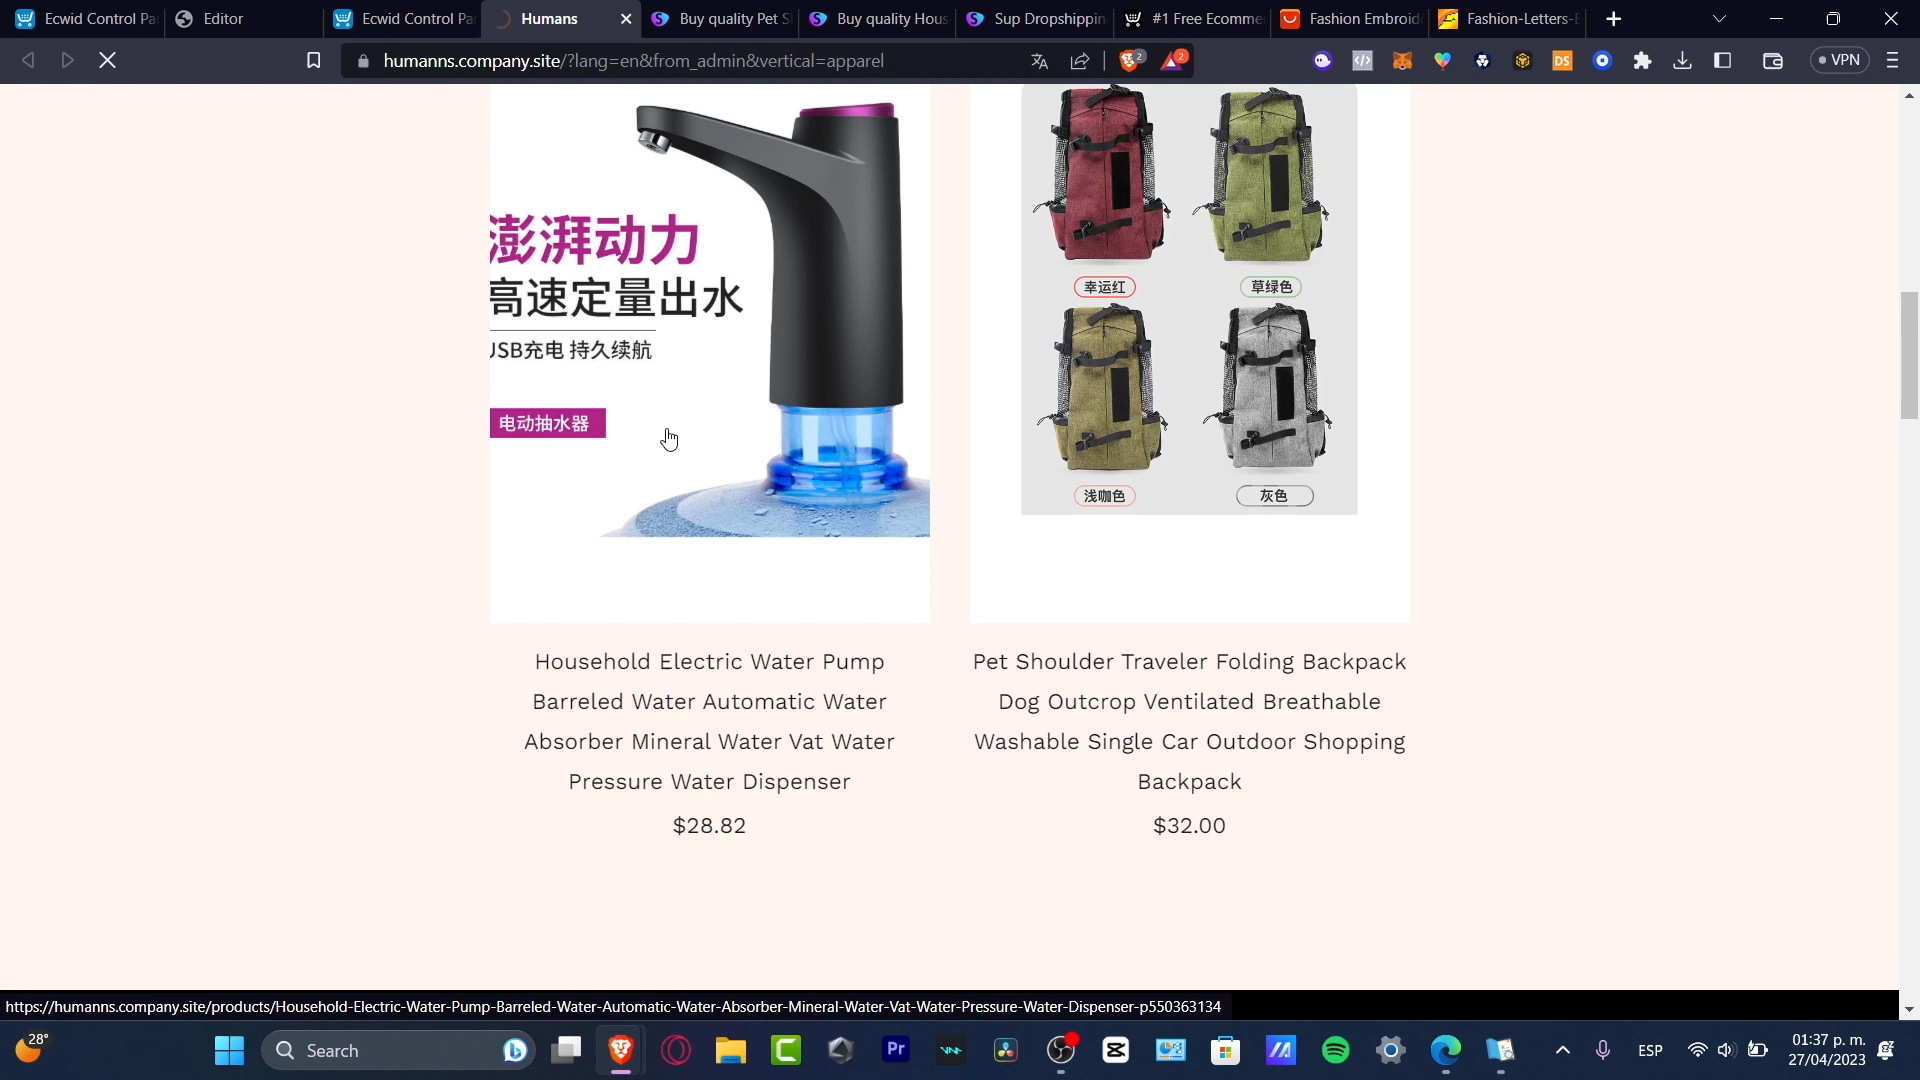 Ecwid Control Pa
Editor
Ecwid Control Pa
Humans
Buy quality Pet S
Buy quality Hous
Sup Dropshippin
#1 Free Ecomme
Fashion Embroid
Fashion-Letters-E
humanns.company.site/?lang=en&from_admin&vertical=apparel
2
2
DS
VPN
澎湃动力
高速定量出水
USB充电 持久续航
电动抽水器
幸运红
草绿色
浅咖色
灰色
Household Electric Water Pump
Barreled Water Automatic Water
Absorber Mineral Water Vat Water
Pressure Water Dispenser
$28.82
Pet Shoulder Traveler Folding Backpack
Dog Outcrop Ventilated Breathable
Washable Single Car Outdoor Shopping
Backpack
$32.00
https://humanns.company.site/products/Household-Electric-Water-Pump-Barreled-Water-Automatic-Water-Absorber-Mineral-Water-Vat-Water-Pressure-Water-Dispenser-p550363134
28°
Search
Pr
ESP
01:37 p. m.
27/04/2023